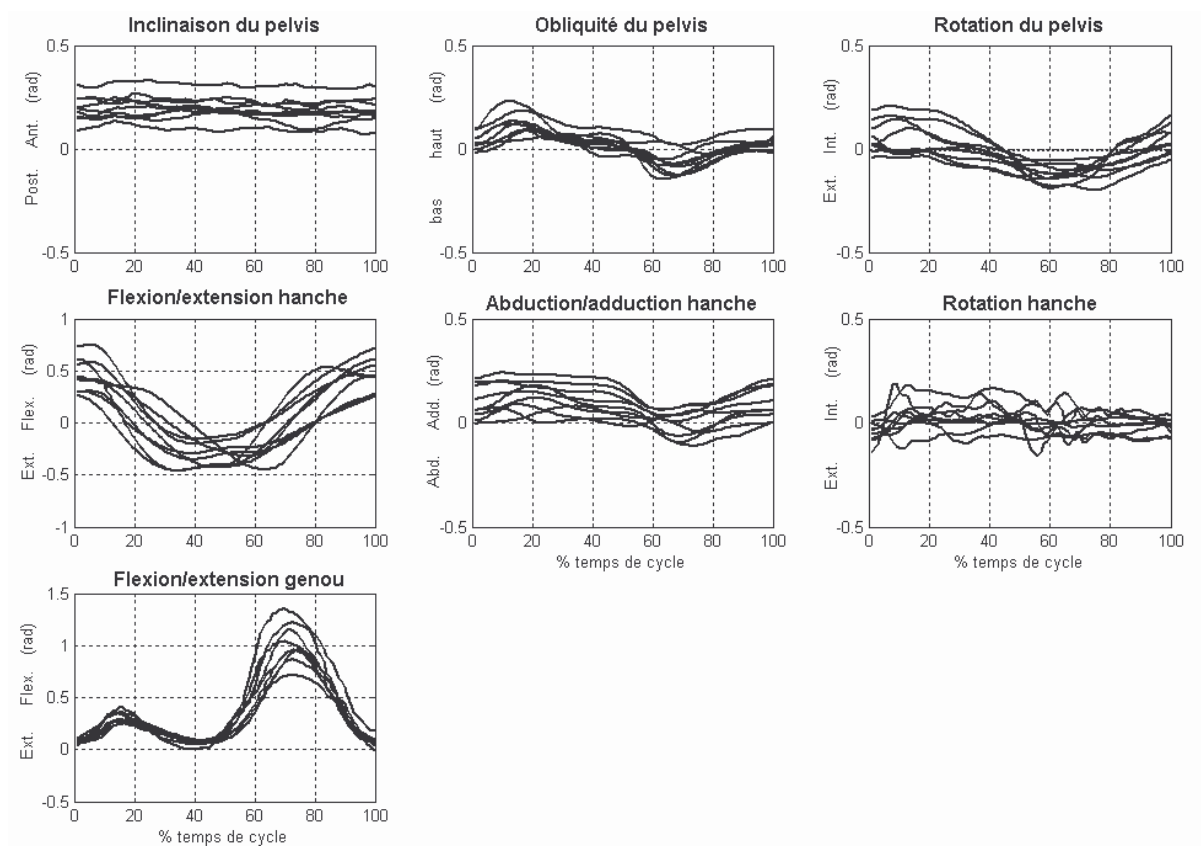 Inclinaison du pelvis
0.5
0
-0.5
Post. Ant. (rad)
0 20 40 60 80 100
Obliquité du pelvis
0.5
0
-0.5
bas haut (rad)
0 20 40 60 80 100
Rotation du pelvis
0.5
0
-0.5
Ext. Int. (rad)
0 20 40 60 80 100
Flexion/extension hanche
1
0.5
0
-0.5
-1
Ext. Flex. (rad)
0 20 40 60 80 100
Abduction/adduction hanche
0.5
0
-0.5
Abd. Add. (rad)
0 20 40 60 80 100
% temps de cycle
Rotation hanche
0.5
0
-0.5
Ext. Int. (rad)
0 20 40 60 80 100
% temps de cycle
Flexion/extension genou
1.5
1
0.5
0
-0.5
Ext. Flex. (rad)
0 20 40 60 80 100
% temps de cycle